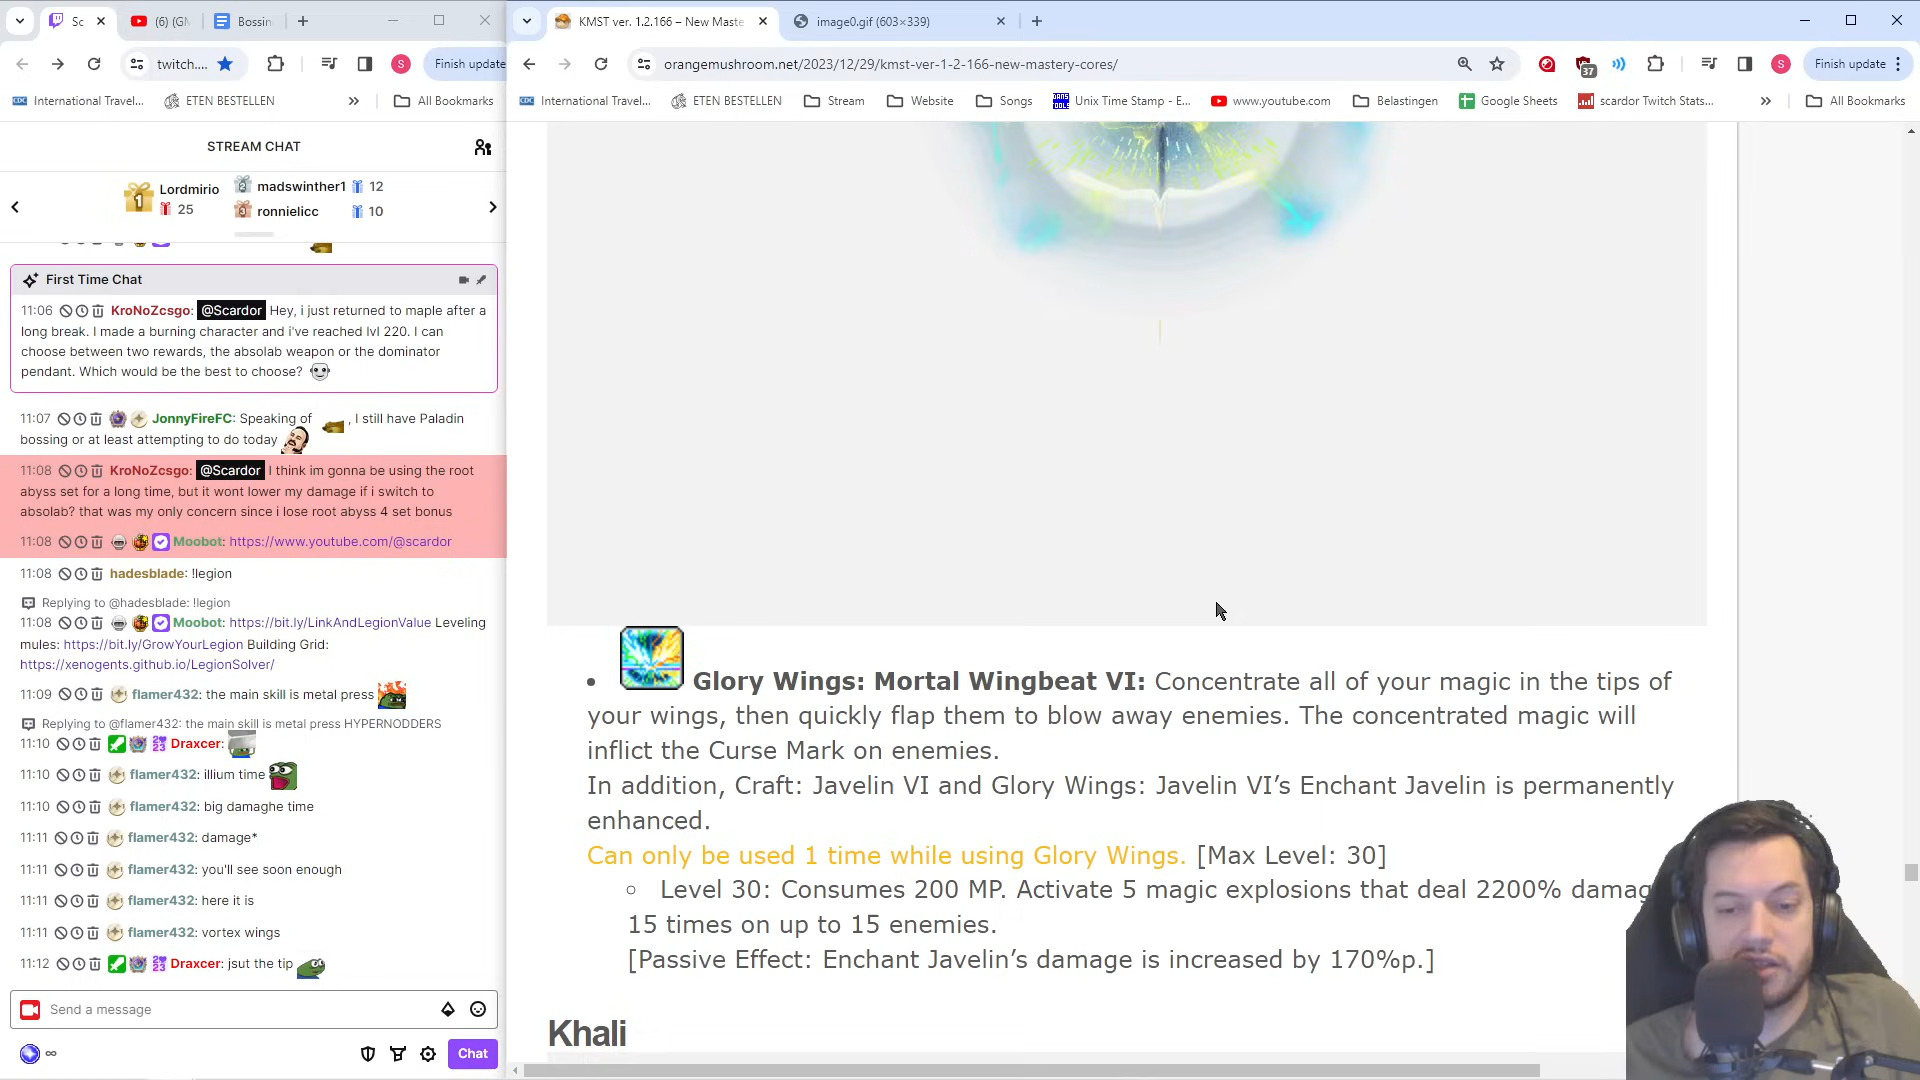 Sc
(6) (GM
Bossin
KMST ver. 1.2.166 – New Maste
image0.gif (603×339)
twitch....
S
Finish update
orangemushroom.net/2023/12/29/kmst-ver-1-2-166-new-mastery-cores/
37
S
Finish update
International Travel...
ETEN BESTELLEN
»
All Bookmarks
International Travel...
ETEN BESTELLEN
Stream
Website
Songs
Unix Time Stamp - E...
www.youtube.com
Belastingen
Google Sheets
scardor Twitch Stats...
»
All Bookmarks
STREAM CHAT
1
Lordmirio
25
2
madswinther1
12
3
ronnielicc
10
First Time Chat
11:06 KroNoZcsgo: @Scardor Hey, i just returned to maple after a
long break. I made a burning character and i've reached lvl 220. I can
choose between two rewards, the absolab weapon or the dominator
pendant. Which would be the best to choose?
11:07 JonnyFireFC: Speaking of , I still have Paladin
bossing or at least attempting to do today
11:08 KroNoZcsgo: @Scardor I think im gonna be using the root
abyss set for a long time, but it wont lower my damage if i switch to
absolab? that was my only concern since i lose root abyss 4 set bonus
11:08 Moobot: https://www.youtube.com/@scardor
11:08 hadesblade: !legion
Replying to @hadesblade: !legion
11:08 Moobot: https://bit.ly/LinkAndLegionValue Leveling
mules: https://bit.ly/GrowYourLegion Building Grid:
https://xenogents.github.io/LegionSolver/
11:09 flamer432: the main skill is metal press
Replying to @flamer432: the main skill is metal press HYPERNODDERS
11:10 Draxcer:
11:10 flamer432: illium time
11:10 flamer432: big damaghe time
11:11 flamer432: damage*
11:11 flamer432: you'll see soon enough
11:11 flamer432: here it is
11:11 flamer432: vortex wings
11:12 Draxcer: jsut the tip
Send a message
∞
Chat
• Glory Wings: Mortal Wingbeat VI: Concentrate all of your magic in the tips of
your wings, then quickly flap them to blow away enemies. The concentrated magic will
inflict the Curse Mark on enemies.
In addition, Craft: Javelin VI and Glory Wings: Javelin VI’s Enchant Javelin is permanently
enhanced.
Can only be used 1 time while using Glory Wings. [Max Level: 30]
○ Level 30: Consumes 200 MP. Activate 5 magic explosions that deal 2200% damag
15 times on up to 15 enemies.
[Passive Effect: Enchant Javelin’s damage is increased by 170%p.]
Khali